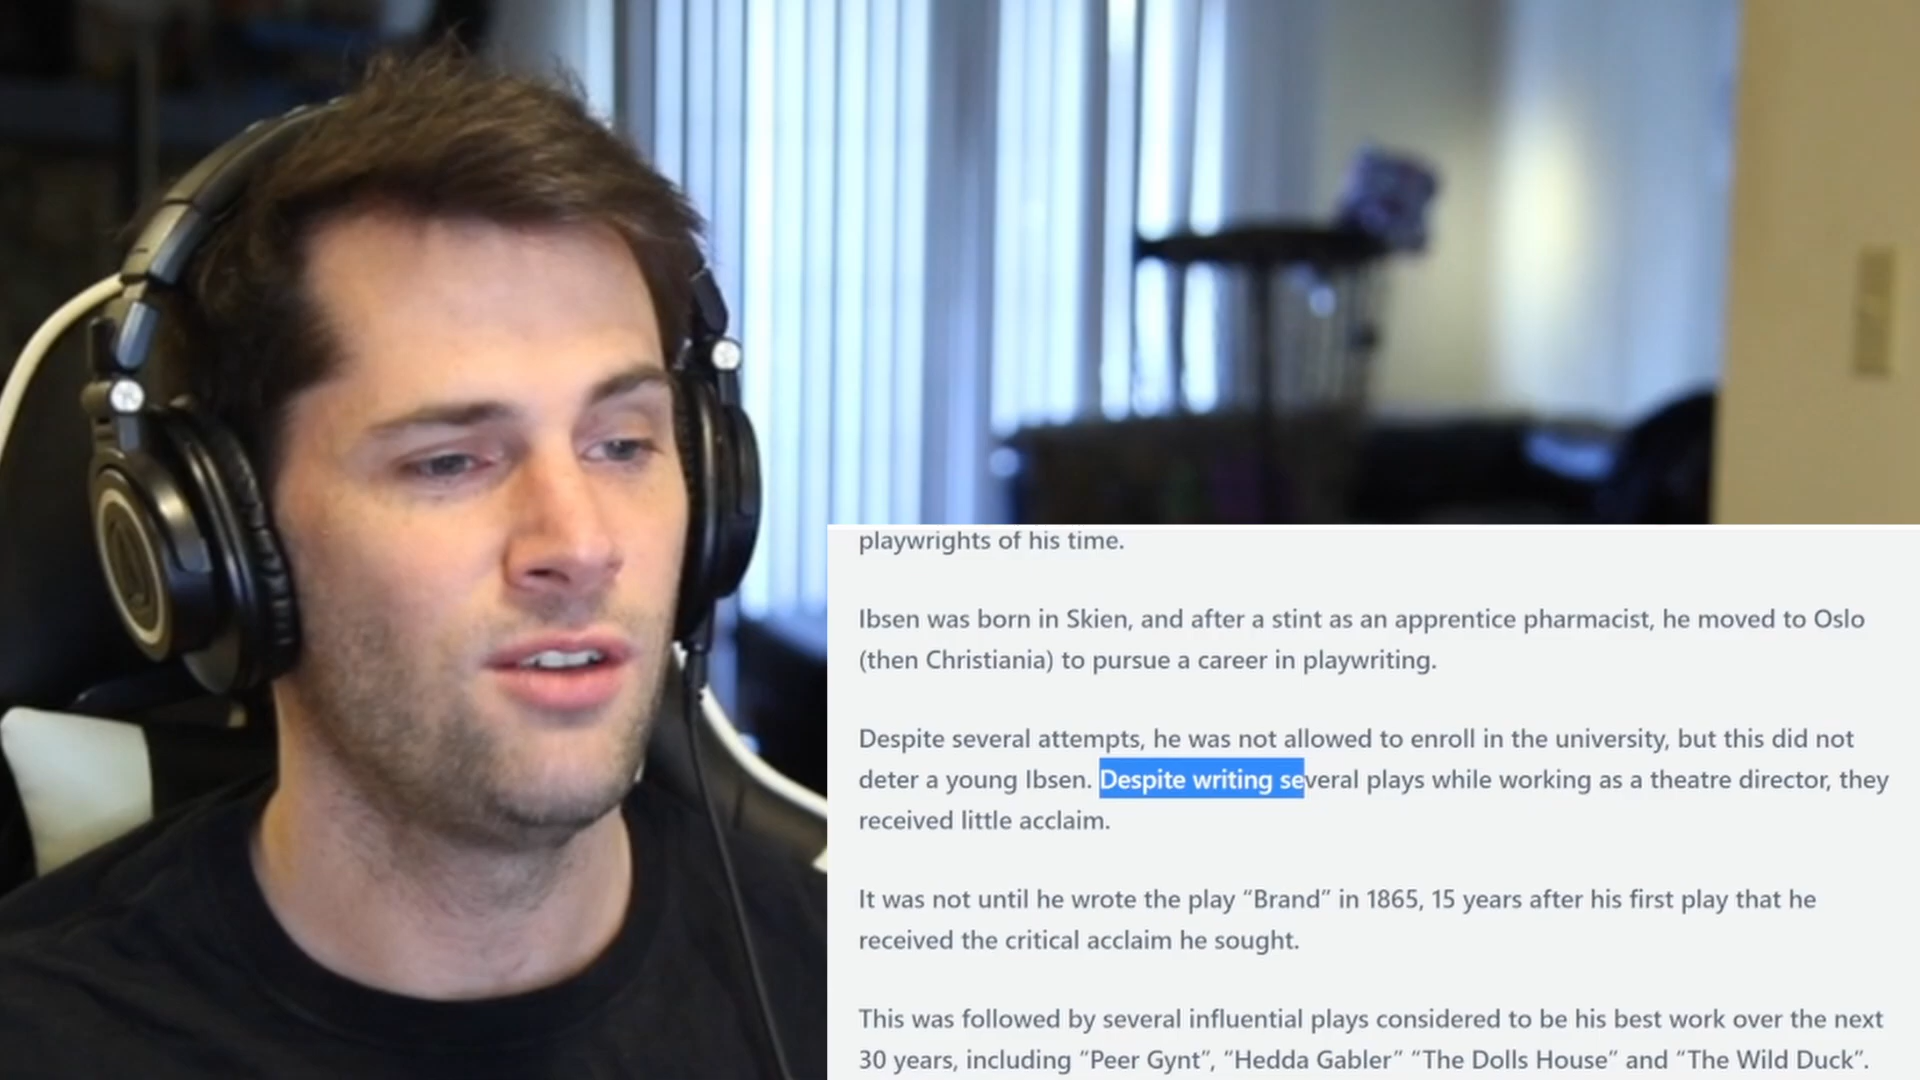 playwrights of his time.
Ibsen was born in Skien, and after a stint as an apprentice pharmacist, he moved to Oslo
(then Christiania) to pursue a career in playwriting.
Despite several attempts, he was not allowed to enroll in the university, but this did not
deter a young Ibsen. Despite writing several plays while working as a theatre director, they
received little acclaim.
It was not until he wrote the play “Brand” in 1865, 15 years after his first play that he
received the critical acclaim he sought.
This was followed by several influential plays considered to be his best work over the next
30 years, including “Peer Gynt”, “Hedda Gabler” “The Dolls House” and “The Wild Duck”.